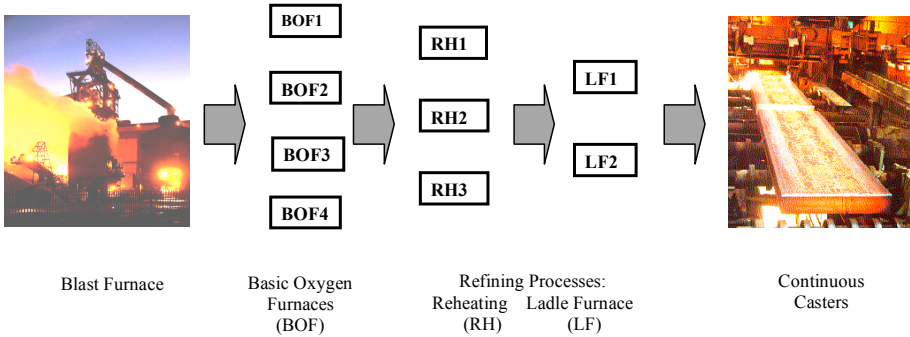 BOF1
BOF2
BOF3
BOF4
RH1
RH2
RH3
LF1
LF2
Blast Furnace
Basic Oxygen
Furnaces
(BOF)
Refining Processes:
Reheating Ladle Furnace
(RH) (LF)
Continuous
Casters